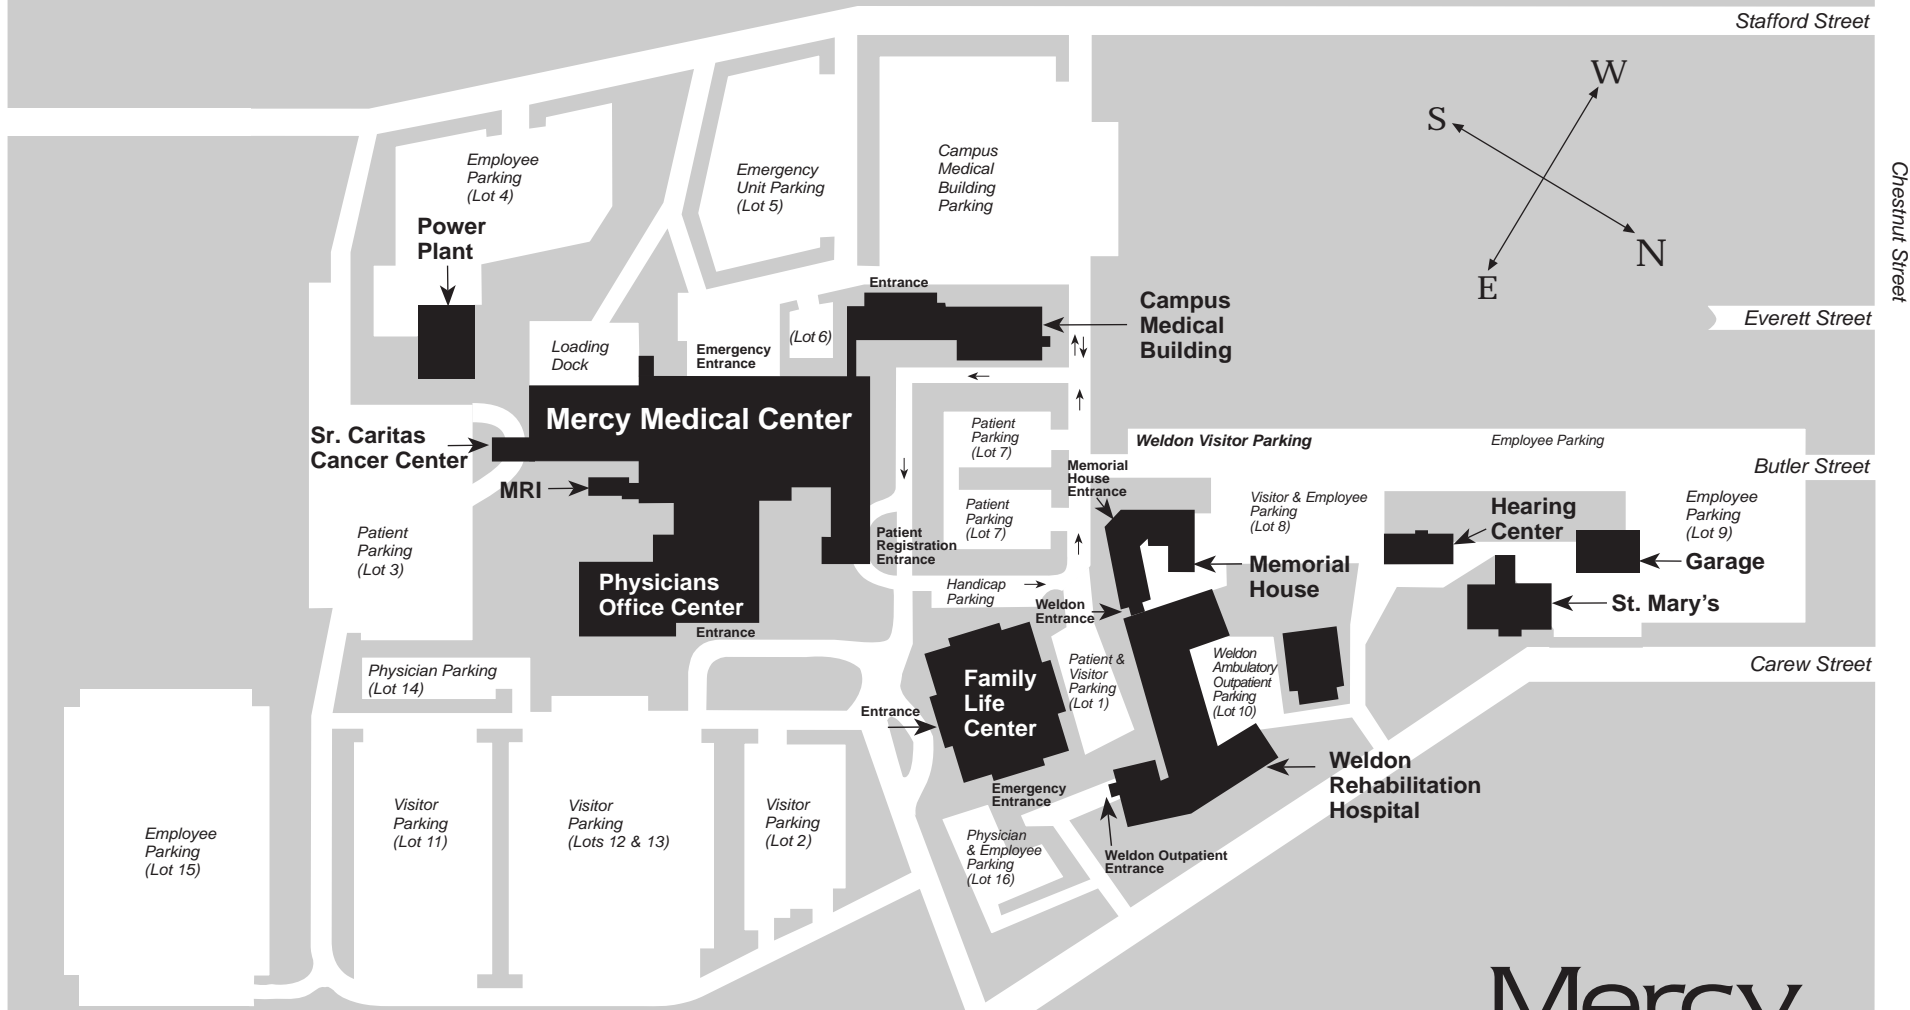 Stafford Street
W
S
N
E
Chestnut Street
Everett Street
Butler Street
Carew Street
Employee
Parking
(Lot 4)
Power
Plant
Emergency
Unit Parking
(Lot 5)
Campus
Medical
Building
Parking
Entrance
Campus
Medical
Building
(Lot 6)
Loading
Dock
Emergency
Entrance
Mercy Medical Center
Sr. Caritas
Cancer Center
MRI
Patient
Parking
(Lot 3)
Patient
Parking
(Lot 7)
Patient
Parking
(Lot 7)
Weldon Visitor Parking
Employee Parking
Memorial
House
Entrance
Visitor & Employee
Parking
(Lot 8)
Hearing
Center
Employee
Parking
(Lot 9)
Garage
St. Mary's
Patient
Registration
Entrance
Memorial
House
Handicap
Parking
Weldon
Entrance
Physicians
Office Center
Entrance
Physician Parking
(Lot 14)
Family
Life
Center
Entrance
Patient &
Visitor
Parking
(Lot 1)
Weldon
Ambulatory
Outpatient
Parking
(Lot 10)
Weldon
Rehabilitation
Hospital
Emergency
Entrance
Employee
Parking
(Lot 15)
Visitor
Parking
(Lot 11)
Visitor
Parking
(Lots 12 & 13)
Visitor
Parking
(Lot 2)
Physician
& Employee
Parking
(Lot 16)
Weldon Outpatient
Entrance
Mercy